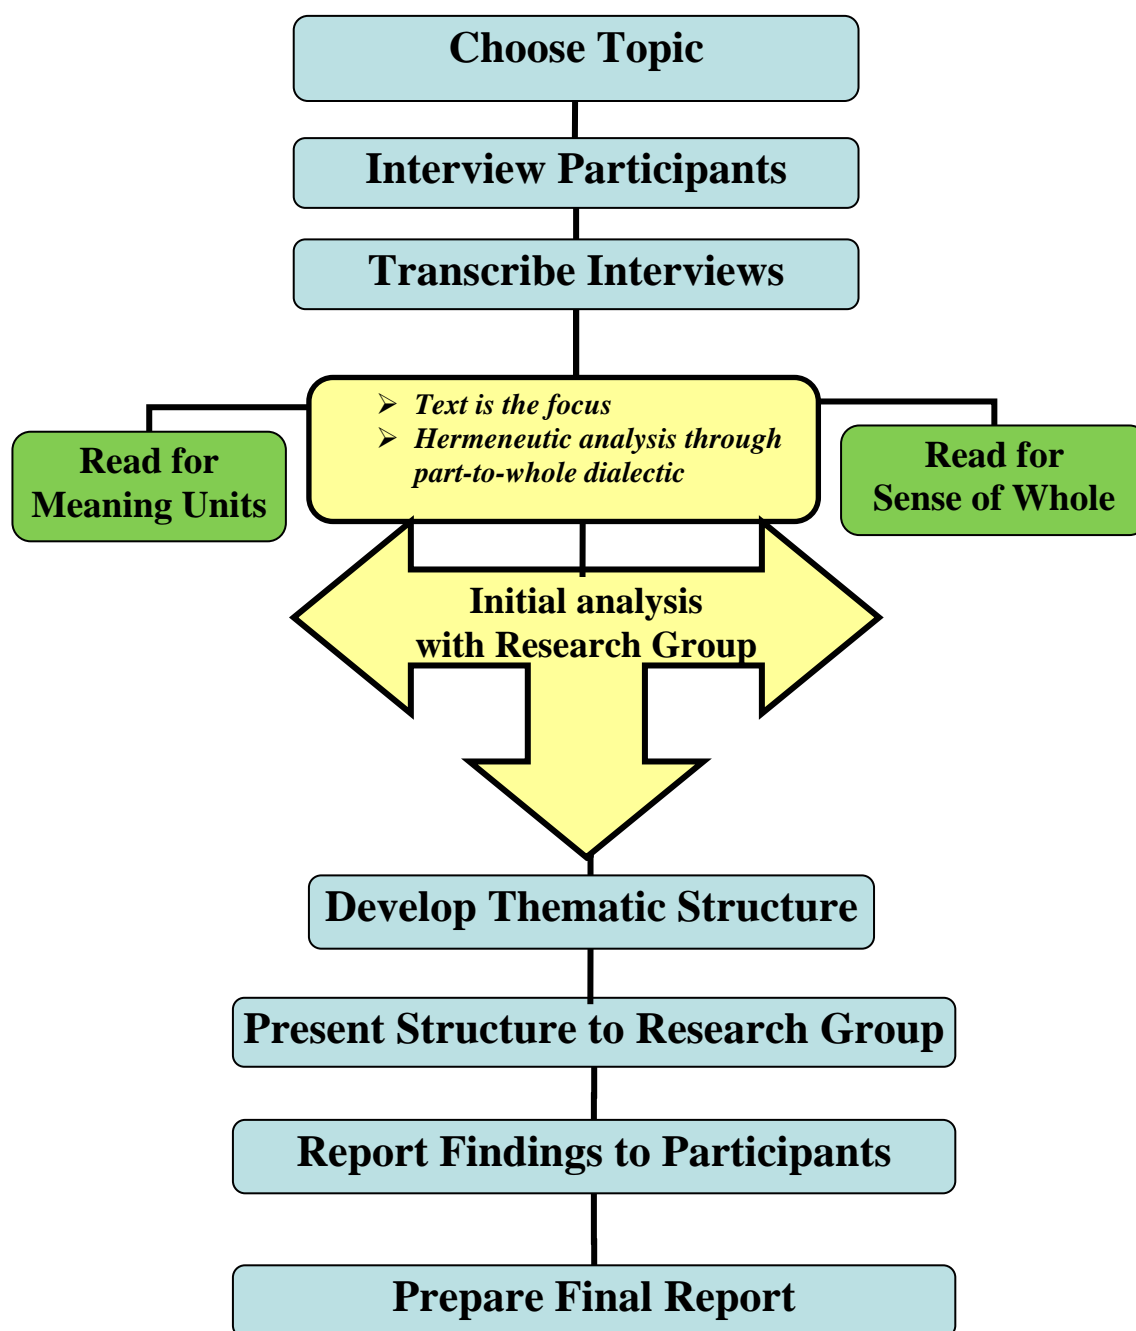 Choose Topic
Interview Participants
Transcribe Interviews
➢ Text is the focus
➢ Hermeneutic analysis through
part-to-whole dialectic
Read for
Meaning Units
Read for
Sense of Whole
Initial analysis
with Research Group
Develop Thematic Structure
Present Structure to Research Group
Report Findings to Participants
Prepare Final Report